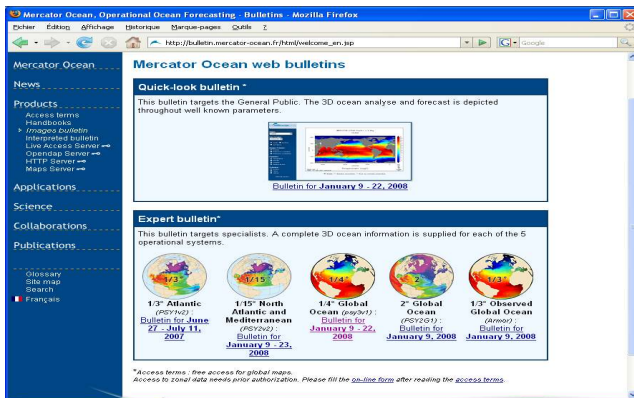 Mercator Ocean, Operational Ocean Forecasting - Bulletins - Mozilla Firefox
Fichier Édition Affichage Historique Marque-pages Outils ?
http://bulletin.mercator-ocean.fr/html/welcome_en.jsp
Google
Mercator Ocean
News
Products
Access terms
Handbooks
Images bulletin
Interpreted bulletin
Live Access Server
Opendap Server
HTTP Server
Maps Server
Applications
Science
Collaborations
Publications
Glossary
Site map
Search
Français
Mercator Ocean web bulletins
Quick-look bulletin *
This bulletin targets the General Public. The 3D ocean analyse and forecast is depicted
throughout well known parameters.
Bulletin for January 9 - 22, 2008
Expert bulletin*
This bulletin targets specialists. A complete 3D ocean information is supplied for each of the 5
operational systems.
1/3°
1/15°
1/4°
2°
1/3°
1/3° Atlantic
(PSY1v2) :
Bulletin for June
27 - July 11,
2007
1/15° North
Atlantic and
Mediterranean
(PSY2v2) :
Bulletin for
January 9 - 23,
2008
1/4° Global
Ocean (psy3v1) :
Bulletin for
January 9 - 22,
2008
2° Global
Ocean
(PSY2G1) :
Bulletin for
January 9, 2008
1/3° Observed
Global Ocean
(Armor) :
Bulletin for
January 9, 2008
*Access terms : free access for global maps.
Access to zonal data needs prior authorization. Please fill the on-line form after reading the access terms.